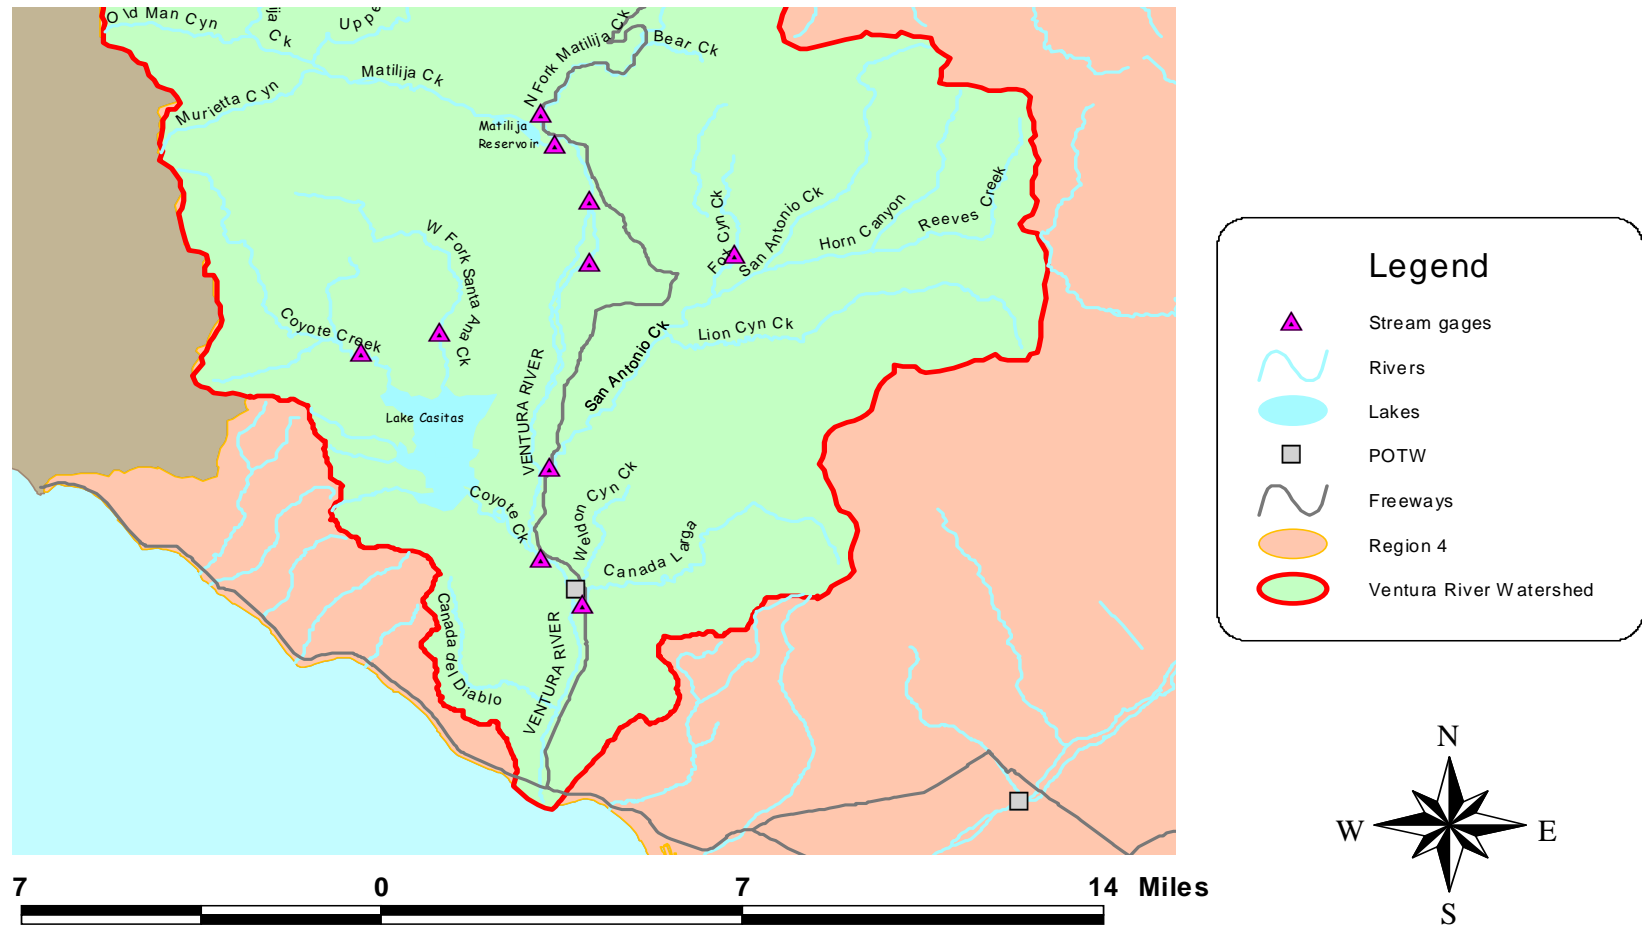 Old Man Cyn
Ck
Matilija Ck
Murietta Cyn
N Fork Matilija Ck
Bear Ck
Matilija
Reservoir
Fox Cyn Ck
San Antonio Ck
Horn Canyon
Reeves Creek
W Fork Santa Ana Ck
Coyote Creek
Lion Cyn Ck
San Antonio Ck
VENTURA RIVER
Lake Casitas
Coyote Ck
Weldon Cyn Ck
Canada Larga
Canada del Diablo
VENTURA RIVER
Legend
Stream gages
Rivers
Lakes
POTW
Freeways
Region 4
Ventura River Watershed
N
W E
S
7 0 7 14 Miles